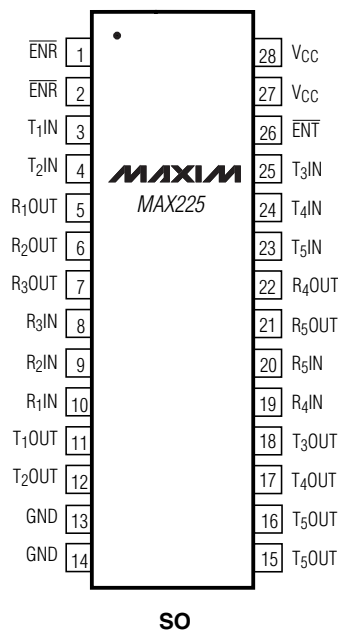 ENR 1
ENR 2
T1IN 3
T2IN 4
R1OUT 5
R2OUT 6
R3OUT 7
R3IN 8
R2IN 9
R1IN 10
T1OUT 11
T2OUT 12
GND 13
GND 14
MAXIM
MAX225
28 VCC
27 VCC
26 ENT
25 T3IN
24 T4IN
23 T5IN
22 R4OUT
21 R5OUT
20 R5IN
19 R4IN
18 T3OUT
17 T4OUT
16 T5OUT
15 T5OUT
SO